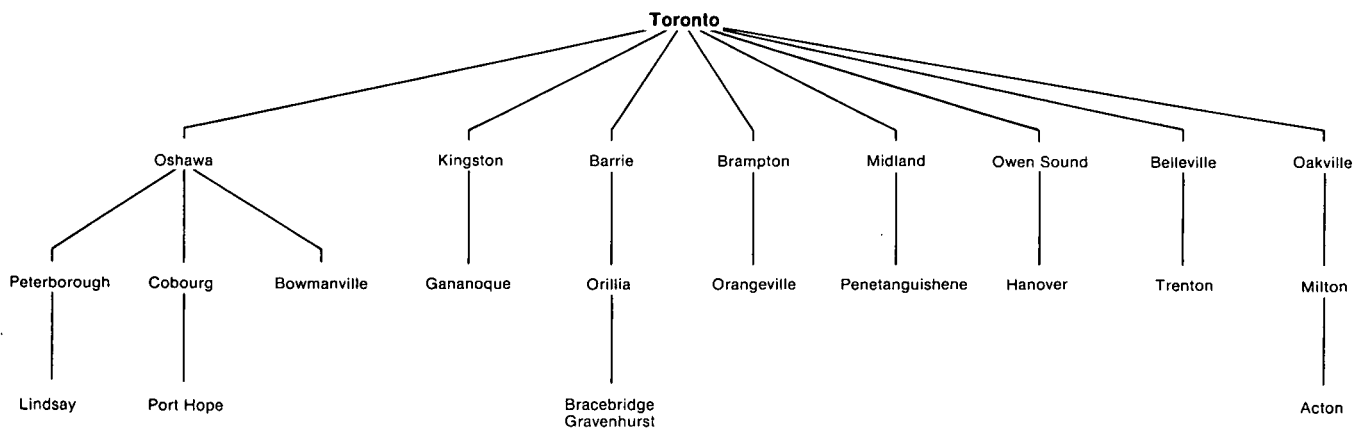 Toronto
Oshawa Kingston Barrie Brampton Midland Owen Sound Belleville Oakville
Peterborough Cobourg Bowmanville Gananoque Orillia Orangeville Penetanguishene Hanover Trenton Milton
Lindsay Port Hope Bracebridge Acton
Gravenhurst